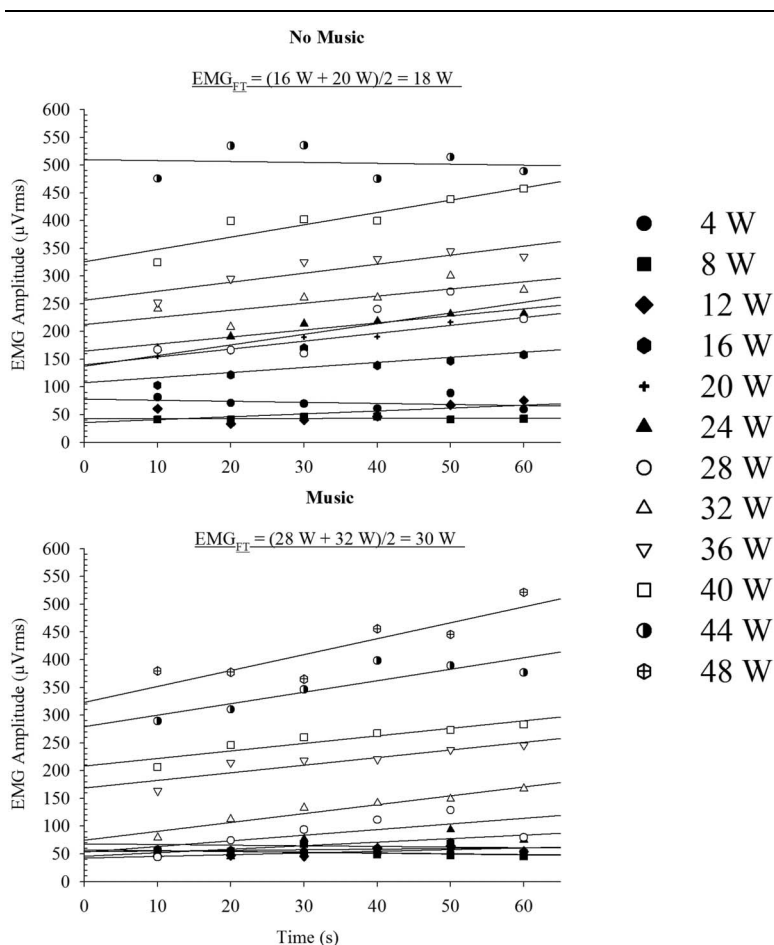 No Music
EMG_FT = (16 W + 20 W)/2 = 18 W
600
550
500
450
400
350
300
250
200
150
100
50
0
EMG Amplitude (µVrms)
0 10 20 30 40 50 60
Music
EMG_FT = (28 W + 32 W)/2 = 30 W
600
550
500
450
400
350
300
250
200
150
100
50
0
EMG Amplitude (µVrms)
0 10 20 30 40 50 60
Time (s)
4 W
8 W
12 W
16 W
20 W
24 W
28 W
32 W
36 W
40 W
44 W
48 W